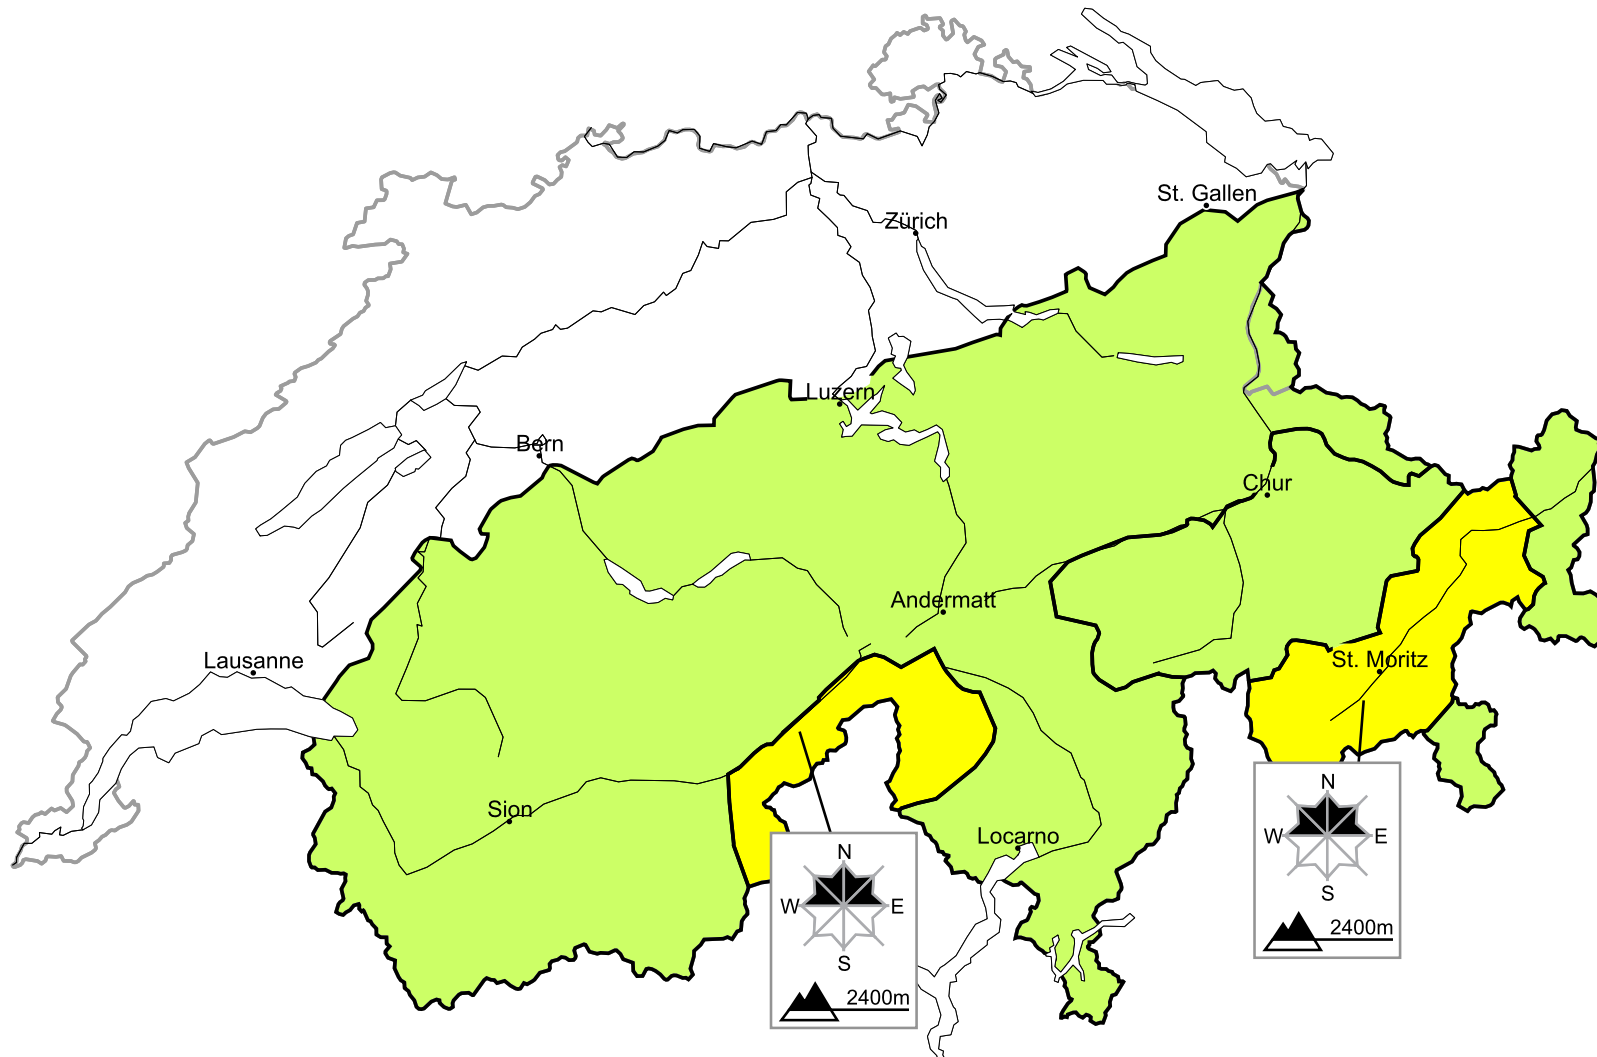 St. Gallen
Zürich
Luzern
Bern
Chur
Andermatt
Lausanne
St. Moritz
Sion
Locarno
N
W E
S
2400m
N
W E
S
2400m